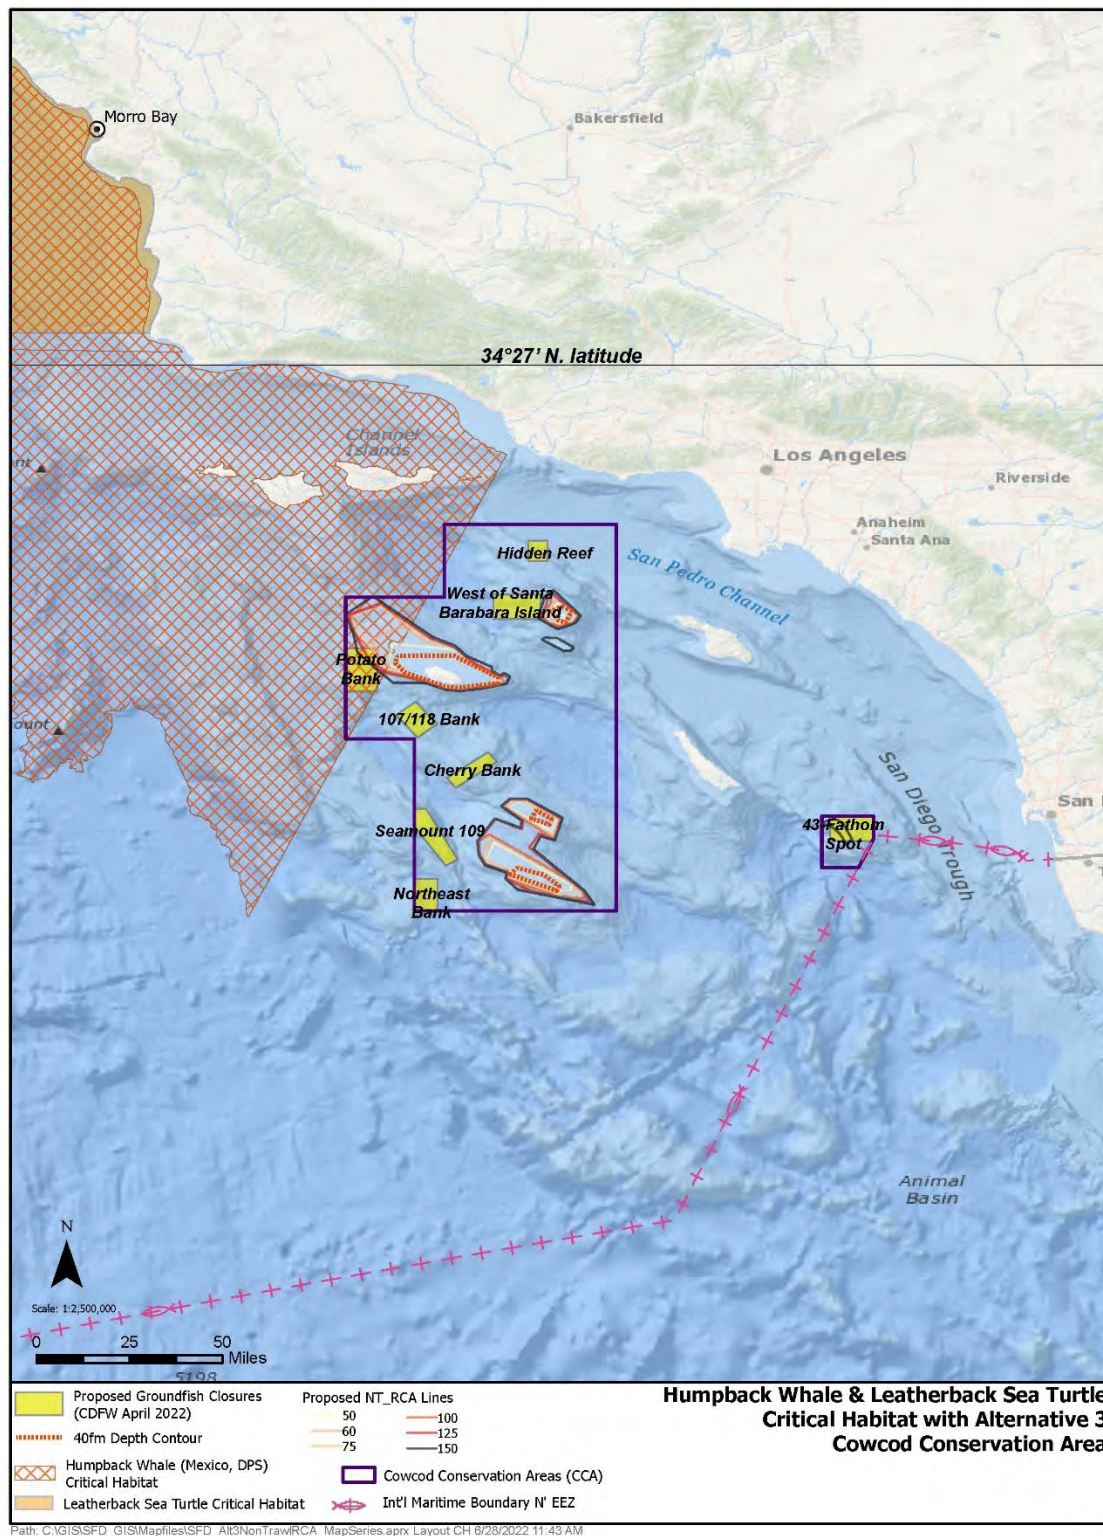 Morro Bay
Bakersfield
34°27' N. latitude
Channel
Islands
nt
Los Angeles
Riverside
Anaheim
Santa Ana
Hidden Reef
San Pedro Channel
West of Santa
Barabara Island
Potato
Bank
ount
107/118 Bank
Cherry Bank
San Diego Trough
Seamount 109
43-Fathom
Spot
San
Northeast
Bank
Animal
Basin
N
Scale: 1:2,500,000
0 25 50
Miles
5198
Proposed Groundfish Closures
(CDFW April 2022)
40fm Depth Contour
Humpback Whale (Mexico, DPS)
Critical Habitat
Leatherback Sea Turtle Critical Habitat
Proposed NT_RCA Lines
50
60
75
100
125
150
Cowcod Conservation Areas (CCA)
Int'l Maritime Boundary N' EEZ
Humpback Whale & Leatherback Sea Turtle
Critical Habitat with Alternative 3
Cowcod Conservation Area
Path: C:\GIS\SFD_GIS\Mapfiles\SFD_Alt3NonTrawlRCA_MapSeries.aprx Layout CH 6/28/2022 11:43 AM